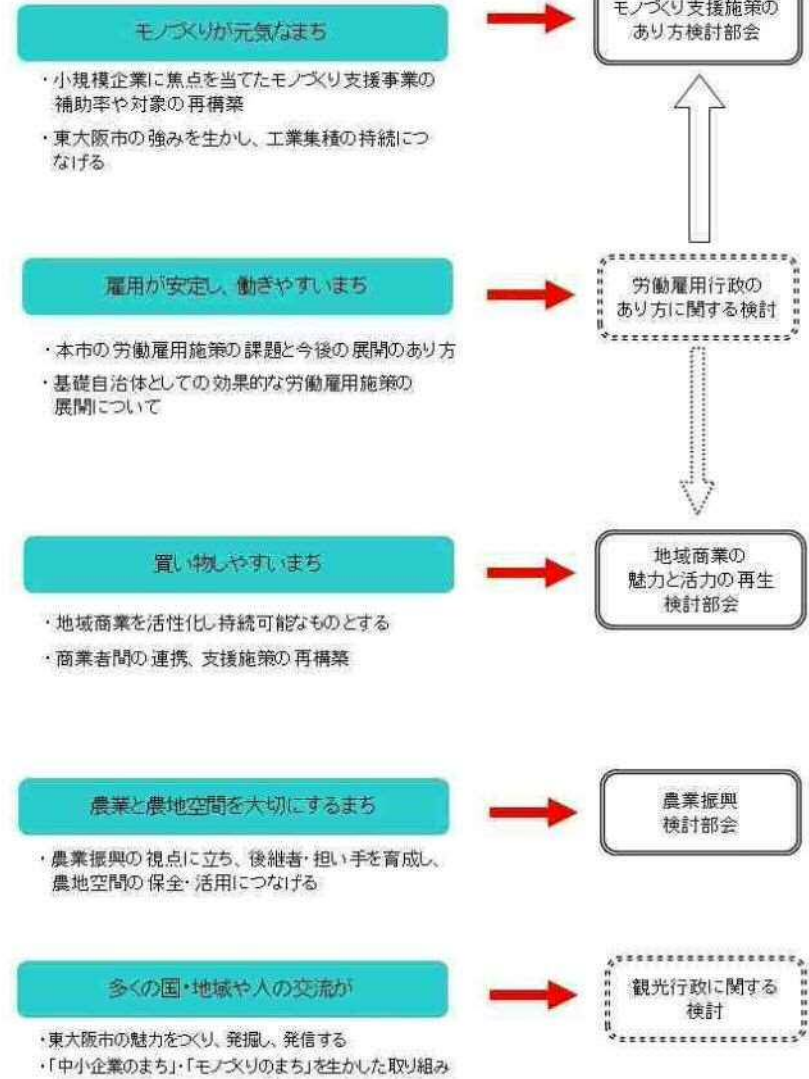 モノづくりが元気なまち
モノづくり支援施策の
あり方検討部会
・小規模企業に焦点を当てたモノづくり支援事業の
補助率や対象の再構築
・東大阪市の強みを生かし、工業集積の持続につ
なげる
雇用が安定し、働きやすいまち
労働雇用行政の
あり方に関する検討
・本市の労働雇用施策の課題と今後の展開のあり方
・基礎自治体としての効果的な労働雇用施策の
展開について
買い物しやすいまち
地域商業の
魅力と活力の再生
検討部会
・地域商業を活性化し持続可能なものとする
・商業者間の連携、支援施策の再構築
農業と農地空間を大切にするまち
農業振興
検討部会
・農業振興の視点に立ち、後継者・担い手を育成し、
農地空間の保全・活用につなげる
多くの国・地域や人の交流が
観光行政に関する
検討
・東大阪市の魅力をつくり、発掘し、発信する
・「中小企業のまち」・「モノづくりのまち」を生かした取り組み